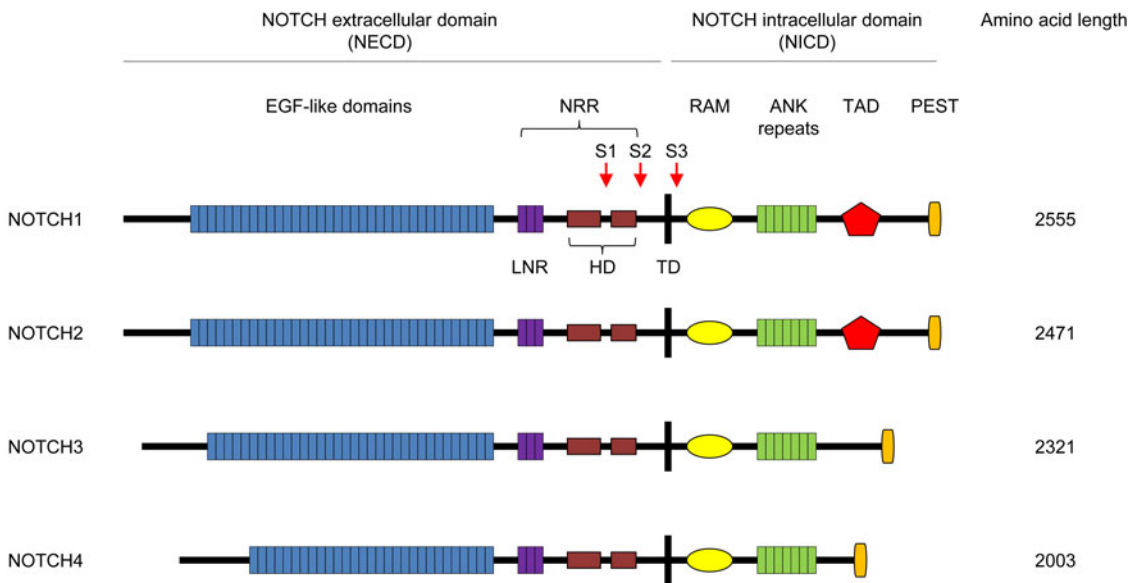 NOTCH extracellular domain
(NECD)
NOTCH intracellular domain
(NICD)
Amino acid length
EGF-like domains
NRR
RAM
ANK
repeats
TAD
PEST
S1
S2
S3
NOTCH1
2555
LNR
HD
TD
NOTCH2
2471
NOTCH3
2321
NOTCH4
2003